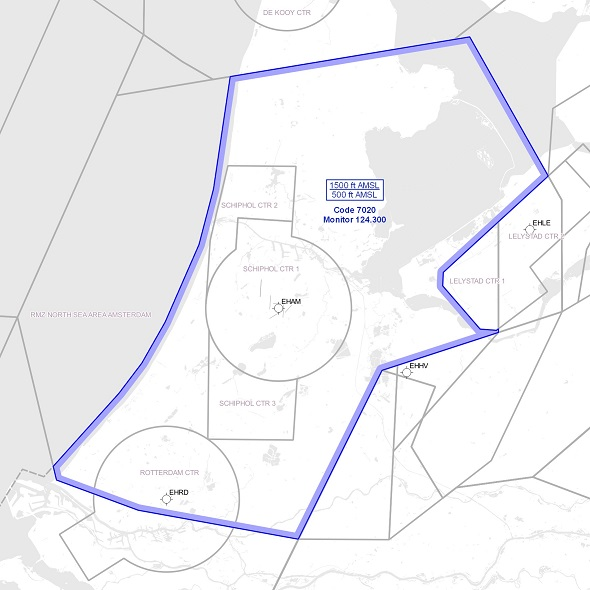 DE KOOY CTR
1500 ft AMSL
500 ft AMSL
Code 7020
Monitor 124.300
SCHIPHOL CTR 2
EHLE
LELYSTAD CTR
SCHIPHOL CTR 1
LELYSTAD CTR 1
EHAM
RMZ NORTH SEA AREA AMSTERDAM
EHHV
SCHIPHOL CTR 3
ROTTERDAM CTR
EHRD